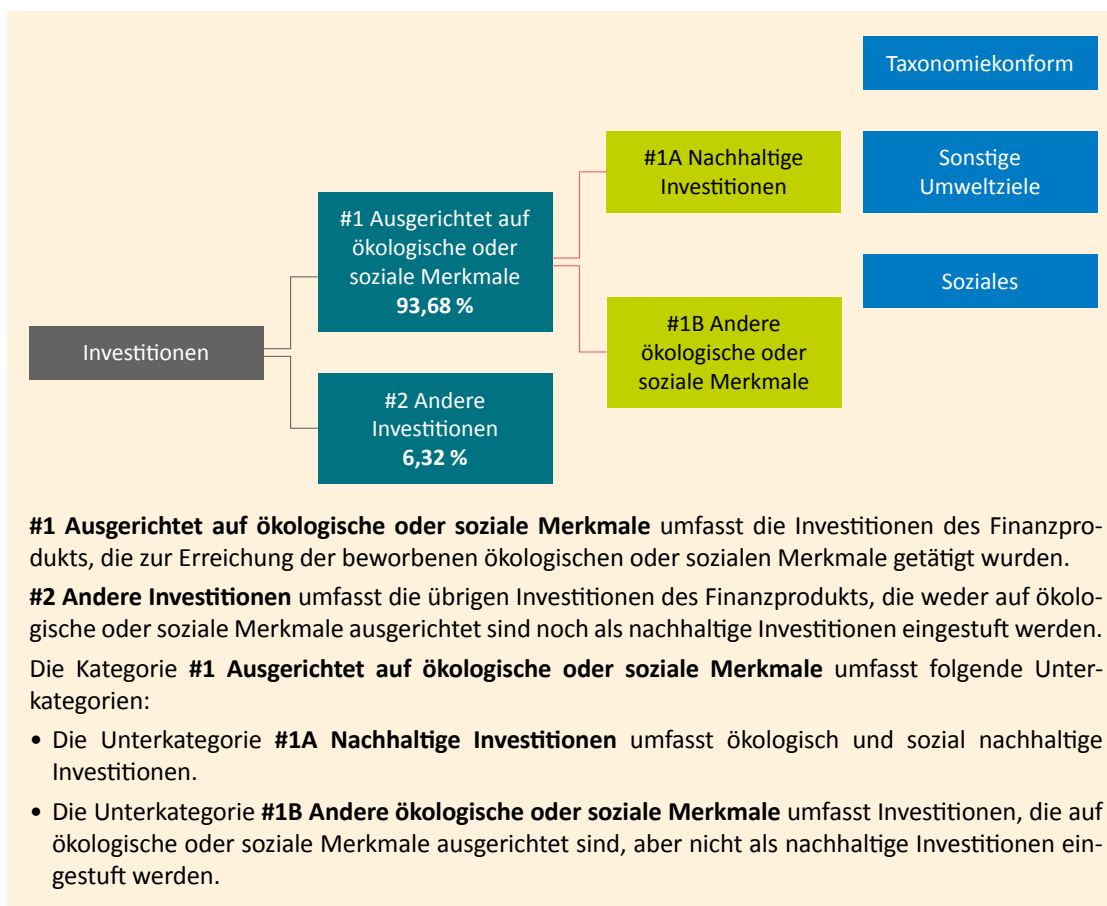 Taxonomiekonform
#1A Nachhaltige
Investitionen
Sonstige
Umweltziele
#1 Ausgerichtet auf
ökologische oder
soziale Merkmale
93,68 %
Soziales
Investitionen
#1B Andere
ökologische oder
soziale Merkmale
#2 Andere
Investitionen
6,32 %
#1 Ausgerichtet auf ökologische oder soziale Merkmale umfasst die Investitionen des Finanzpro-
dukts, die zur Erreichung der beworbenen ökologischen oder sozialen Merkmale getätigt wurden.
#2 Andere Investitionen umfasst die übrigen Investitionen des Finanzprodukts, die weder auf ökolo-
gische oder soziale Merkmale ausgerichtet sind noch als nachhaltige Investitionen eingestuft werden.
Die Kategorie #1 Ausgerichtet auf ökologische oder soziale Merkmale umfasst folgende Unter-
kategorien:
• Die Unterkategorie #1A Nachhaltige Investitionen umfasst ökologisch und sozial nachhaltige
Investitionen.
• Die Unterkategorie #1B Andere ökologische oder soziale Merkmale umfasst Investitionen, die auf
ökologische oder soziale Merkmale ausgerichtet sind, aber nicht als nachhaltige Investitionen ein-
gestuft werden.